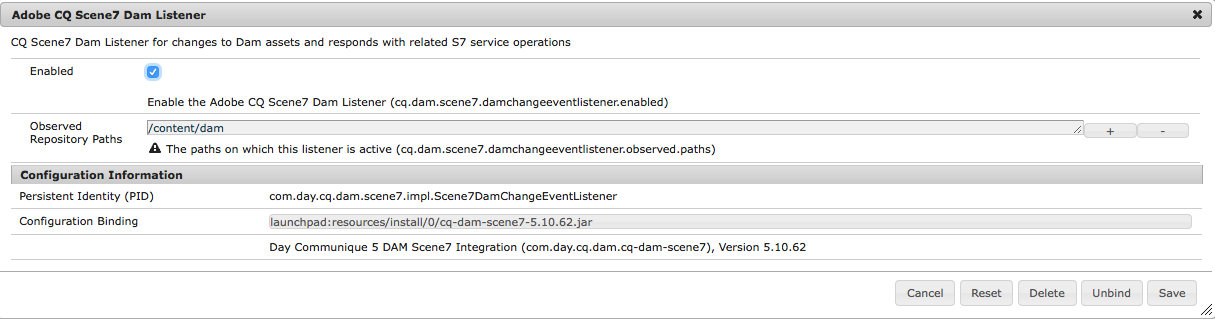 Adobe CQ Scene7 Dam Listener
CQ Scene7 Dam Listener for changes to Dam assets and responds with related S7 service operations
Enabled
Enable the Adobe CQ Scene7 Dam Listener (cq.dam.scene7.damchangeeventlistener.enabled)
Observed
Repository Paths
/content/dam
+ -
The paths on which this listener is active (cq.dam.scene7.damchangeeventlistener.observed.paths)
Configuration Information
Persistent Identity (PID) com.day.cq.dam.scene7.impl.Scene7DamChangeEventListener
Configuration Binding launchpad:resources/install/0/cq-dam-scene7-5.10.62.jar
Day Communique 5 DAM Scene7 Integration (com.day.cq.dam.cq-dam-scene7), Version 5.10.62
Cancel Reset Delete Unbind Save